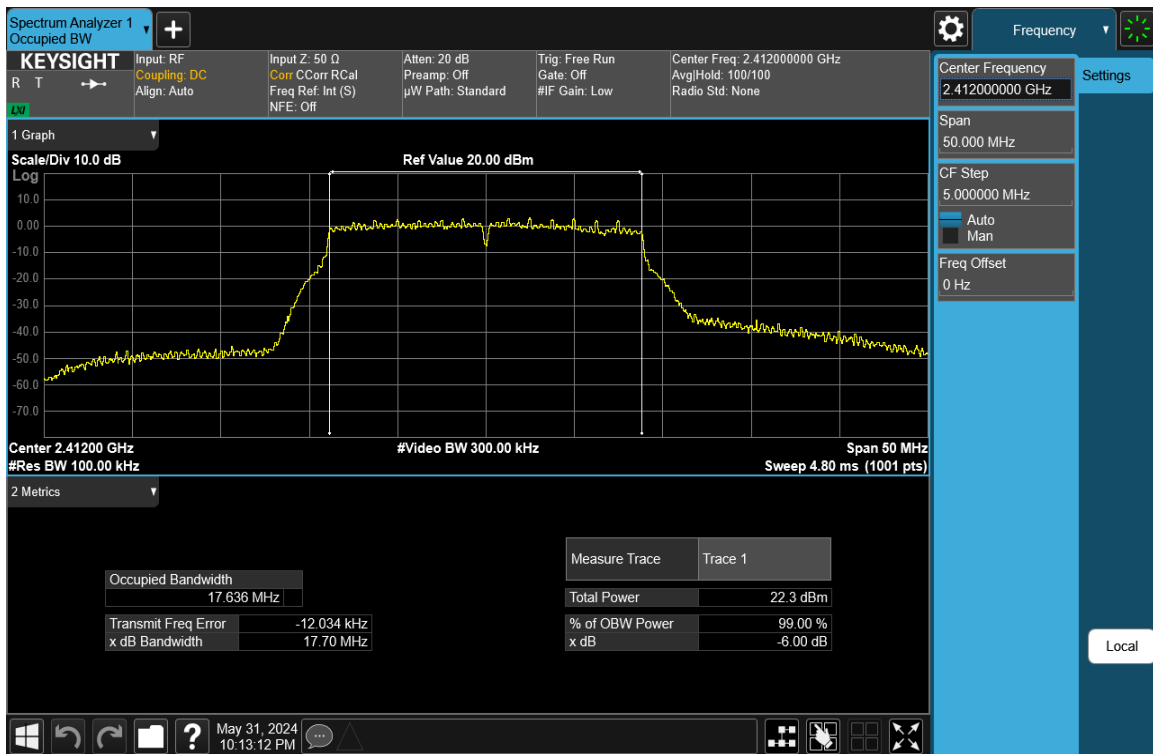 Spectrum Analyzer 1
Occupied BW
+
Frequency
KEYSIGHT
R T
LXI
Input: RF
Coupling: DC
Align: Auto
Input Z: 50 Ω
Corr CCorr RCal
Freq Ref: Int (S)
NFE: Off
Atten: 20 dB
Preamp: Off
µW Path: Standard
Trig: Free Run
Gate: Off
#IF Gain: Low
Center Freq: 2.412000000 GHz
Avg|Hold: 100/100
Radio Std: None
Center Frequency
2.412000000 GHz
Settings
Span
50.000 MHz
CF Step
5.000000 MHz
Auto
Man
Freq Offset
0 Hz
Local
1 Graph
Scale/Div 10.0 dB
Ref Value 20.00 dBm
Log
10.0
0.00
-10.0
-20.0
-30.0
-40.0
-50.0
-60.0
-70.0
Center 2.41200 GHz
#Video BW 300.00 kHz
Span 50 MHz
#Res BW 100.00 kHz
Sweep 4.80 ms (1001 pts)
2 Metrics
Occupied Bandwidth
17.636 MHz
Transmit Freq Error -12.034 kHz
x dB Bandwidth 17.70 MHz
Measure Trace Trace 1
Total Power 22.3 dBm
% of OBW Power 99.00 %
x dB -6.00 dB
?
May 31, 2024
10:13:12 PM